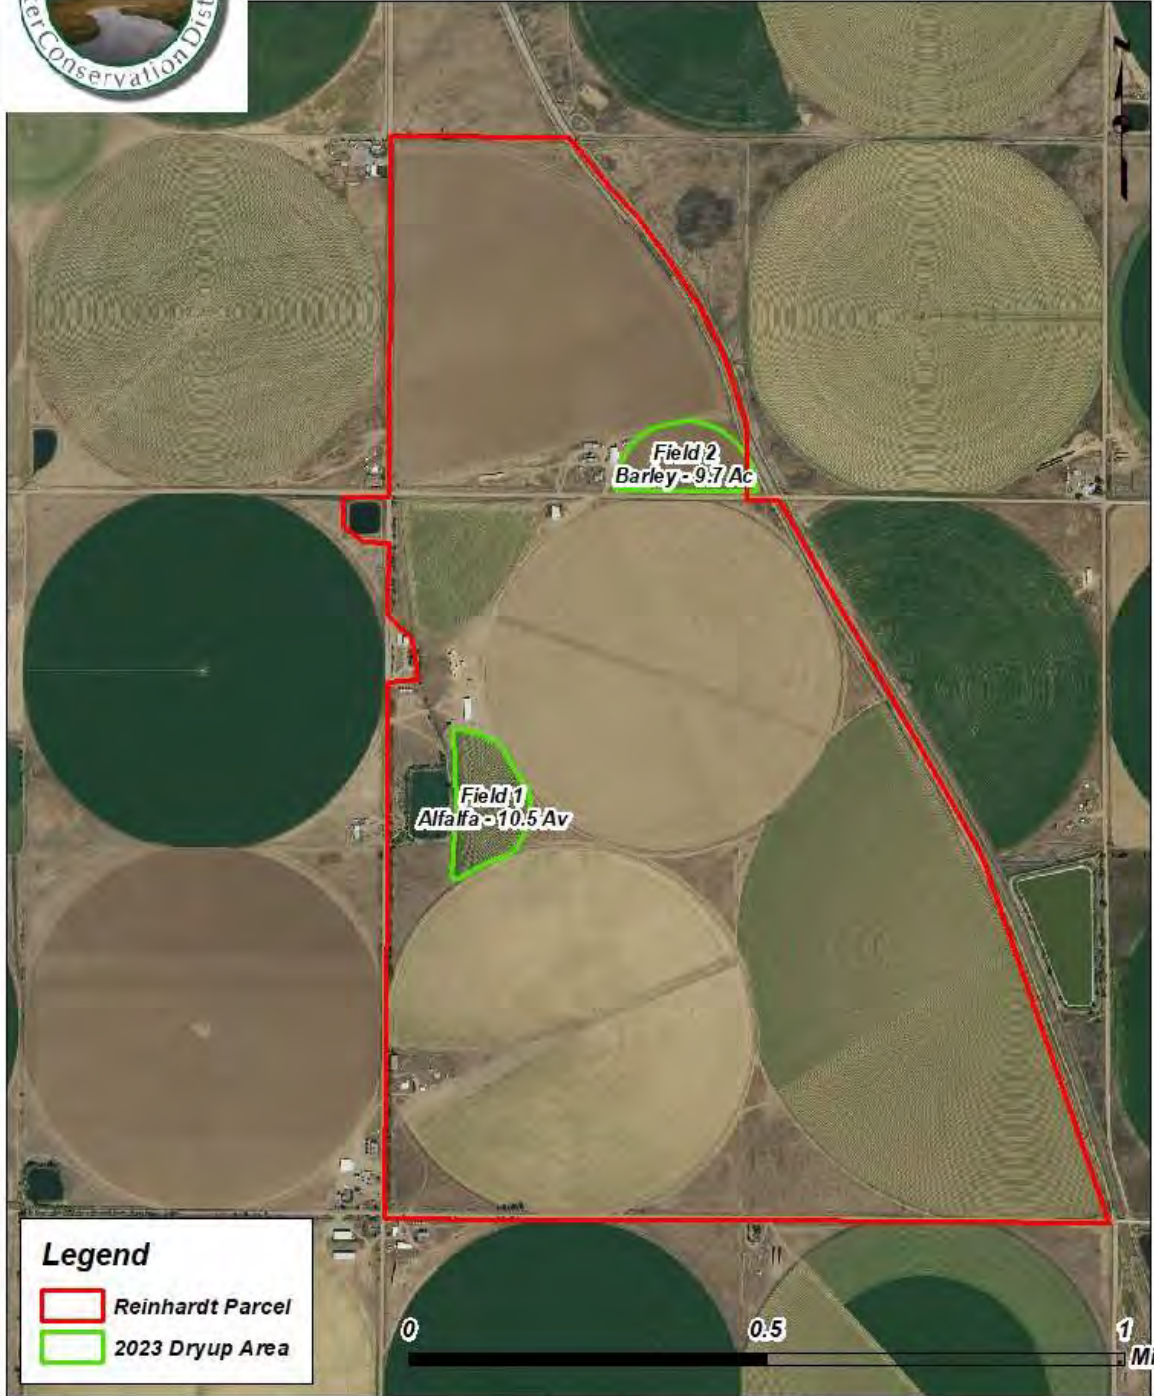 Conservation
Field 2
Barley - 9.7 Ac
Field 1
Alfalfa - 10.5 Av
Legend
Reinhardt Parcel
2023 Dryup Area
0 0.5 1